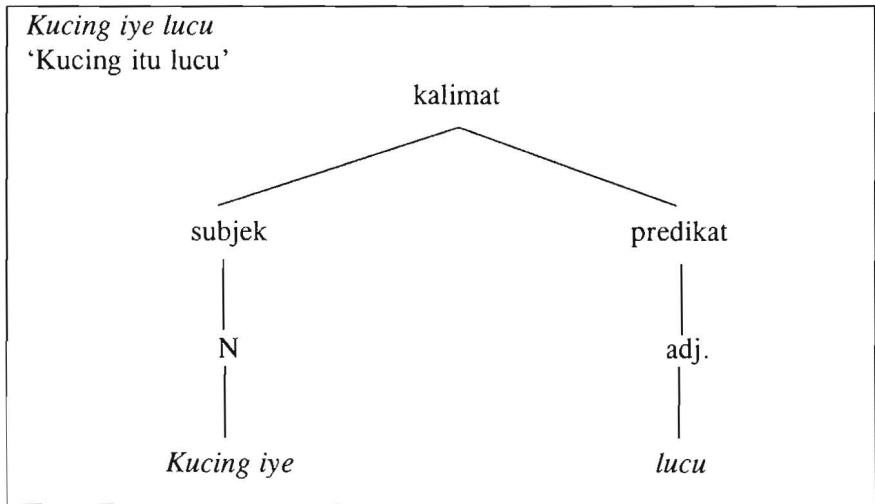 Kucing iye lucu
‘Kucing itu lucu’
kalimat
subjek predikat
N adj.
Kucing iye lucu